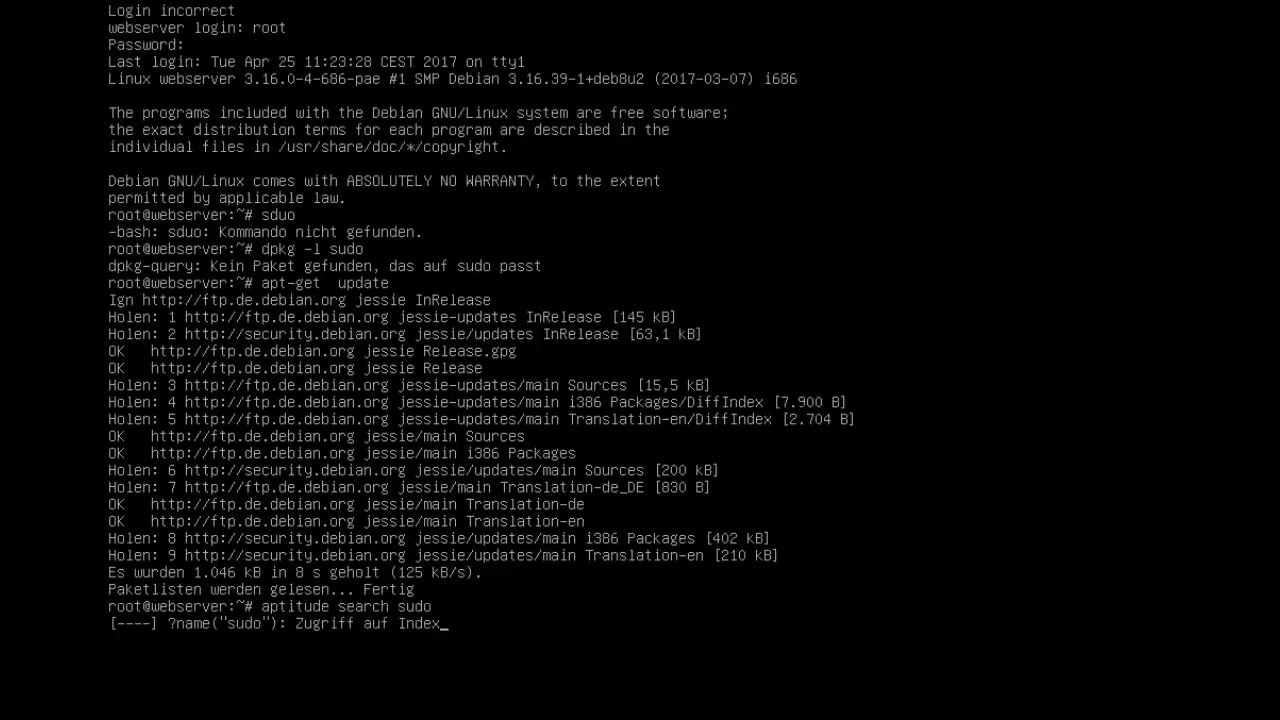 Login incorrect
webserver login: root
Password:
Last login: Tue Apr 25 11:23:28 CEST 2017 on tty1
Linux webserver 3.16.0-4-686-pae #1 SMP Debian 3.16.39-1+deb8u2 (2017-03-07) i686

The programs included with the Debian GNU/Linux system are free software;
the exact distribution terms for each program are described in the
individual files in /usr/share/doc/*/copyright.

Debian GNU/Linux comes with ABSOLUTELY NO WARRANTY, to the extent
permitted by applicable law.
root@webserver:~# sduo
-bash: sduo: Kommando nicht gefunden.
root@webserver:~# dpkg -l sudo
dpkg-query: Kein Paket gefunden, das auf sudo passt
root@webserver:~# apt-get  update
Ign http://ftp.de.debian.org jessie InRelease
Holen: 1 http://ftp.de.debian.org jessie-updates InRelease [145 kB]
Holen: 2 http://security.debian.org jessie/updates InRelease [63,1 kB]
OK   http://ftp.de.debian.org jessie Release.gpg
OK   http://ftp.de.debian.org jessie Release
Holen: 3 http://ftp.de.debian.org jessie-updates/main Sources [15,5 kB]
Holen: 4 http://ftp.de.debian.org jessie-updates/main i386 Packages/DiffIndex [7.900 B]
Holen: 5 http://ftp.de.debian.org jessie-updates/main Translation-en/DiffIndex [2.704 B]
OK   http://ftp.de.debian.org jessie/main Sources
OK   http://ftp.de.debian.org jessie/main i386 Packages
Holen: 6 http://security.debian.org jessie/updates/main Sources [200 kB]
Holen: 7 http://ftp.de.debian.org jessie/main Translation-de_DE [830 B]
OK   http://ftp.de.debian.org jessie/main Translation-de
OK   http://ftp.de.debian.org jessie/main Translation-en
Holen: 8 http://security.debian.org jessie/updates/main i386 Packages [402 kB]
Holen: 9 http://security.debian.org jessie/updates/main Translation-en [210 kB]
Es wurden 1.046 kB in 8 s geholt (125 kB/s).
Paketlisten werden gelesen... Fertig
root@webserver:~# aptitude search sudo
[----] ?name("sudo"): Zugriff auf Index_